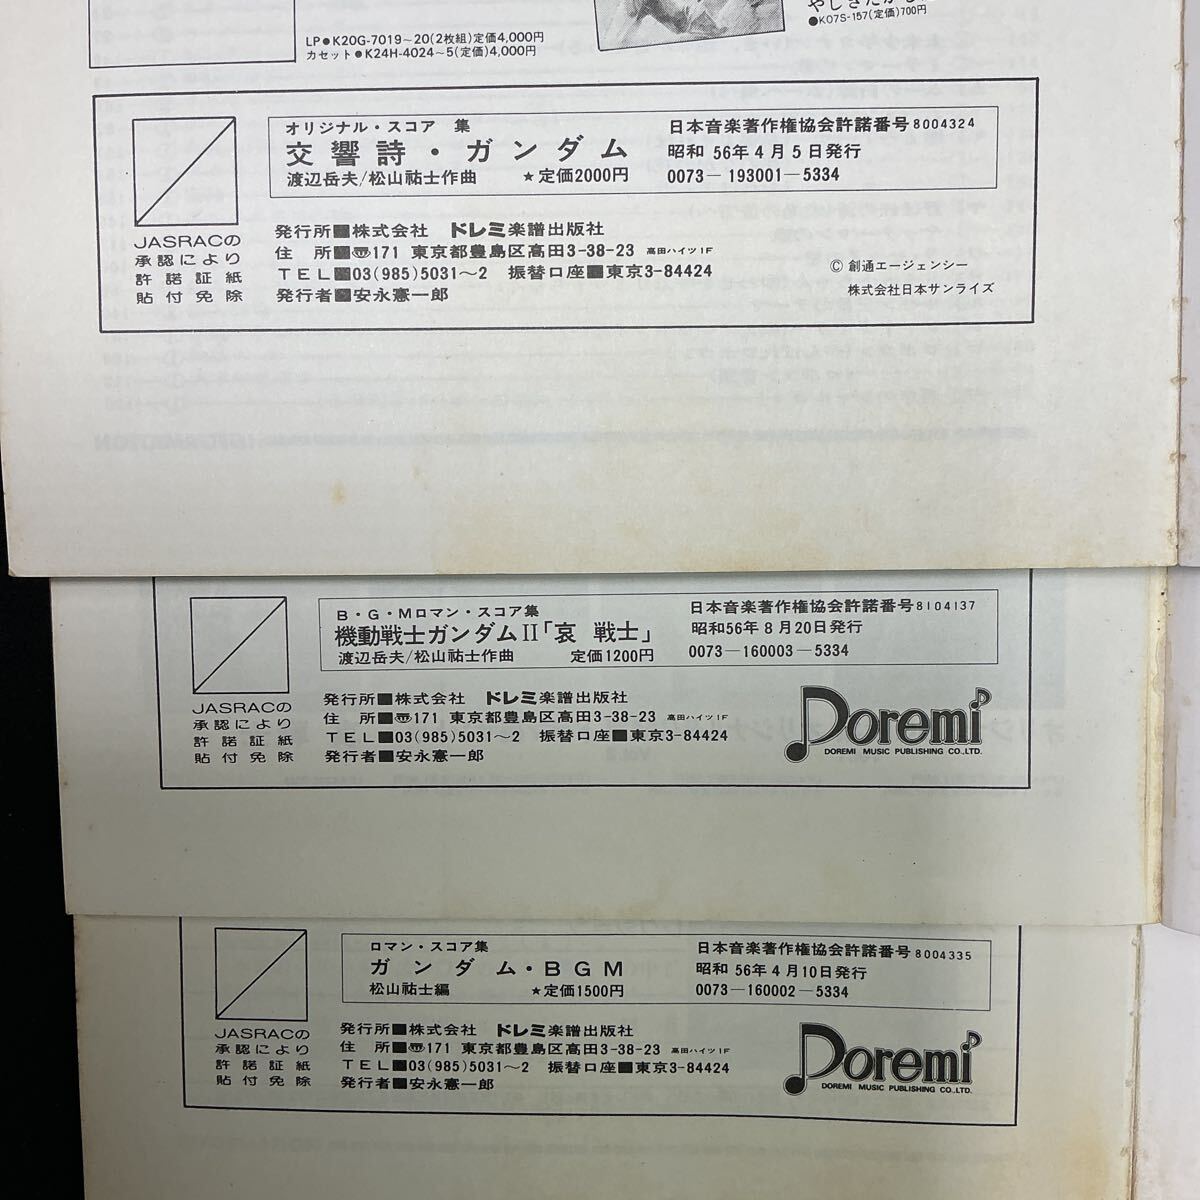 LP●K20G-7019～20(2枚組)定価4,000円
カセット●K24H-4024～5(定価)4,000円
●K07S-157(定価)700円
オリジナル・スコア 集
交響詩・ガンダム
渡辺岳夫/松山祐士作曲 ★定価2000円
日本音楽著作権協会許諾番号8004324
昭和 56年4月5日発行
0073－193001－5334
JASRACの
承認により
許諾証紙
貼付免除
発行所■株式会社 ドレミ楽譜出版社
住 所■〠171 東京都豊島区高田3-38-23 高田ハイツ1F
TEL■03(985)5031～2 振替口座■東京3-84424
発行者■安永憲一郎
© 創通エージェンシー
株式会社日本サンライズ
B・G・Mロマン・スコア集
機動戦士ガンダムII「哀 戦士」
渡辺岳夫/松山祐士作曲 定価1200円
日本音楽著作権協会許諾番号8104137
昭和56年8月20日発行
0073－160003－5334
JASRACの
承認により
許諾証紙
貼付免除
発行所■株式会社 ドレミ楽譜出版社
住 所■〠171 東京都豊島区高田3-38-23 高田ハイツ1F
TEL■03(985)5031～2 振替口座■東京3-84424
発行者■安永憲一郎
Doremi
DOREMI MUSIC PUBLISHING CO.,LTD.
ロマン・スコア集
ガンダム・BGM
松山祐士編 ★定価1500円
日本音楽著作権協会許諾番号8004335
昭和 56年4月10日発行
0073－160002－5334
JASRACの
承認により
許諾証紙
貼付免除
発行所■株式会社 ドレミ楽譜出版社
住 所■〠171 東京都豊島区高田3-38-23 高田ハイツ1F
TEL■03(985)5031～2 振替口座■東京3-84424
発行者■安永憲一郎
Doremi
DOREMI MUSIC PUBLISHING CO.,LTD.